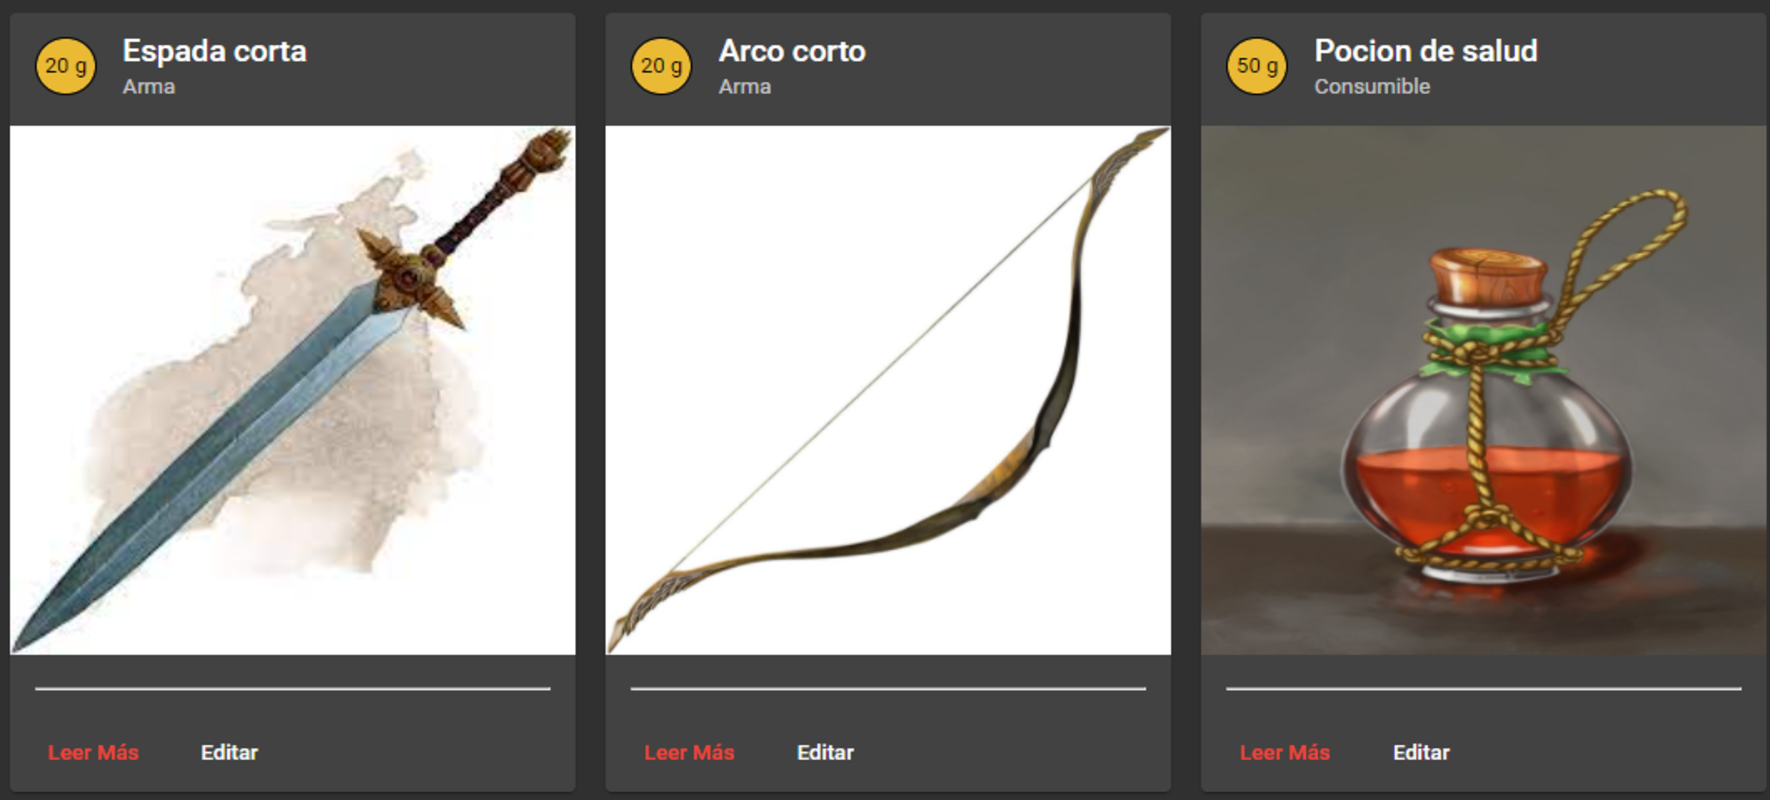 20 g
Espada corta
Arma
Leer Más
Editar
20 g
Arco corto
Arma
Leer Más
Editar
50 g
Pocion de salud
Consumible
Leer Más
Editar